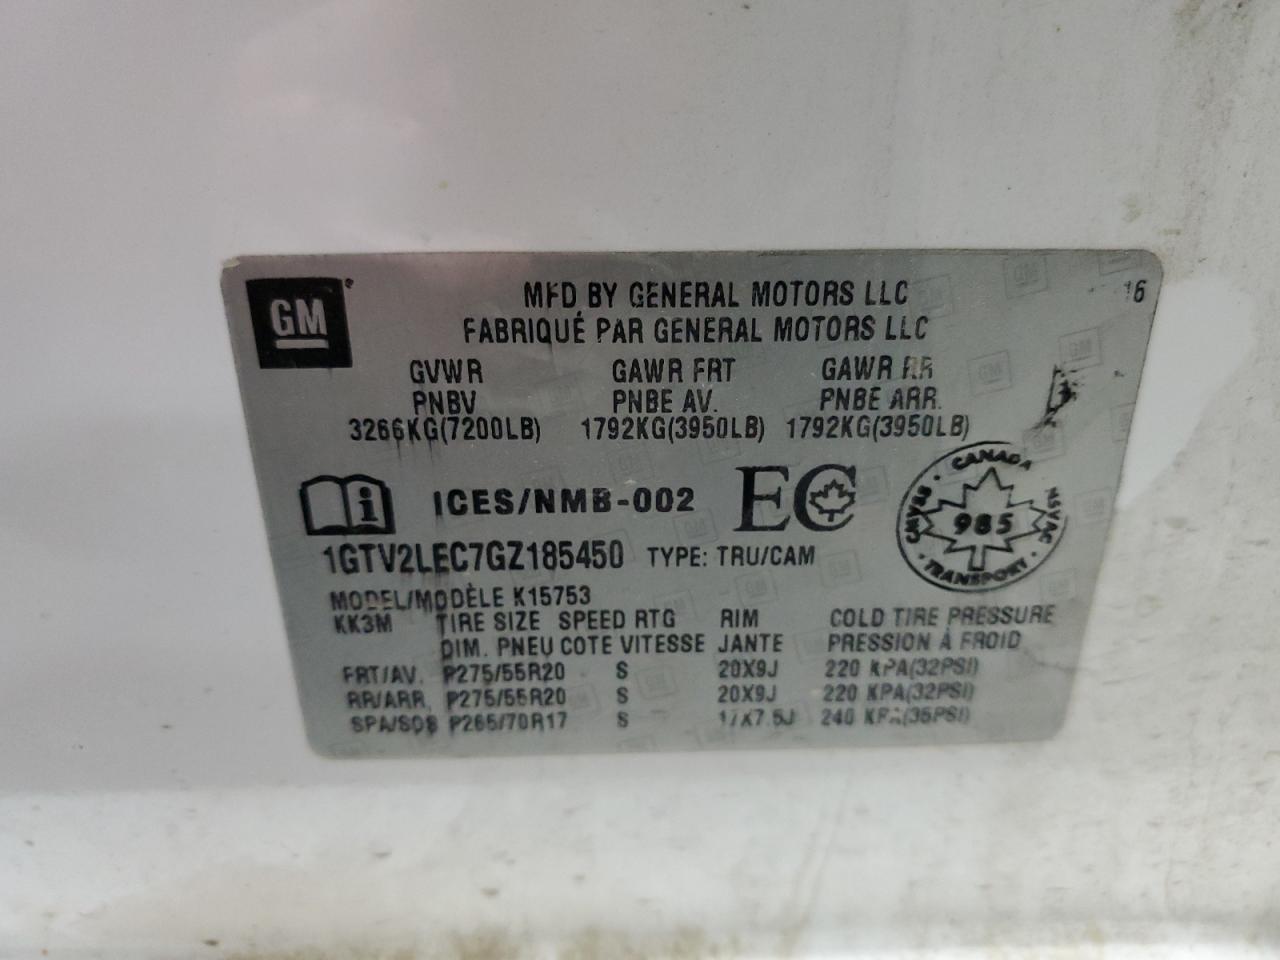 GM
MFD BY GENERAL MOTORS LLC
FABRIQUÉ PAR GENERAL MOTORS LLC
GVWR GAWR FRT GAWR RR
PNBV PNBE AV. PNBE ARR.
3266KG(7200LB) 1792KG(3950LB) 1792KG(3950LB)
ICES/NMB-002 EC
CANADA
CMVSS 985 NSVAC
TRANSPORT
1GTV2LEC7GZ185450 TYPE: TRU/CAM
MODEL/MODÈLE K15753
KK3M TIRE SIZE SPEED RTG RIM COLD TIRE PRESSURE
DIM. PNEU COTE VITESSE JANTE PRESSION À FROID
FRT/AV. P275/55R20 S 20X9J 220 KPA(32PSI)
RR/ARR. P275/55R20 S 20X9J 220 KPA(32PSI)
SPA/SOS P265/70R17 S 17X7.5J 240 KPA(35PSI)